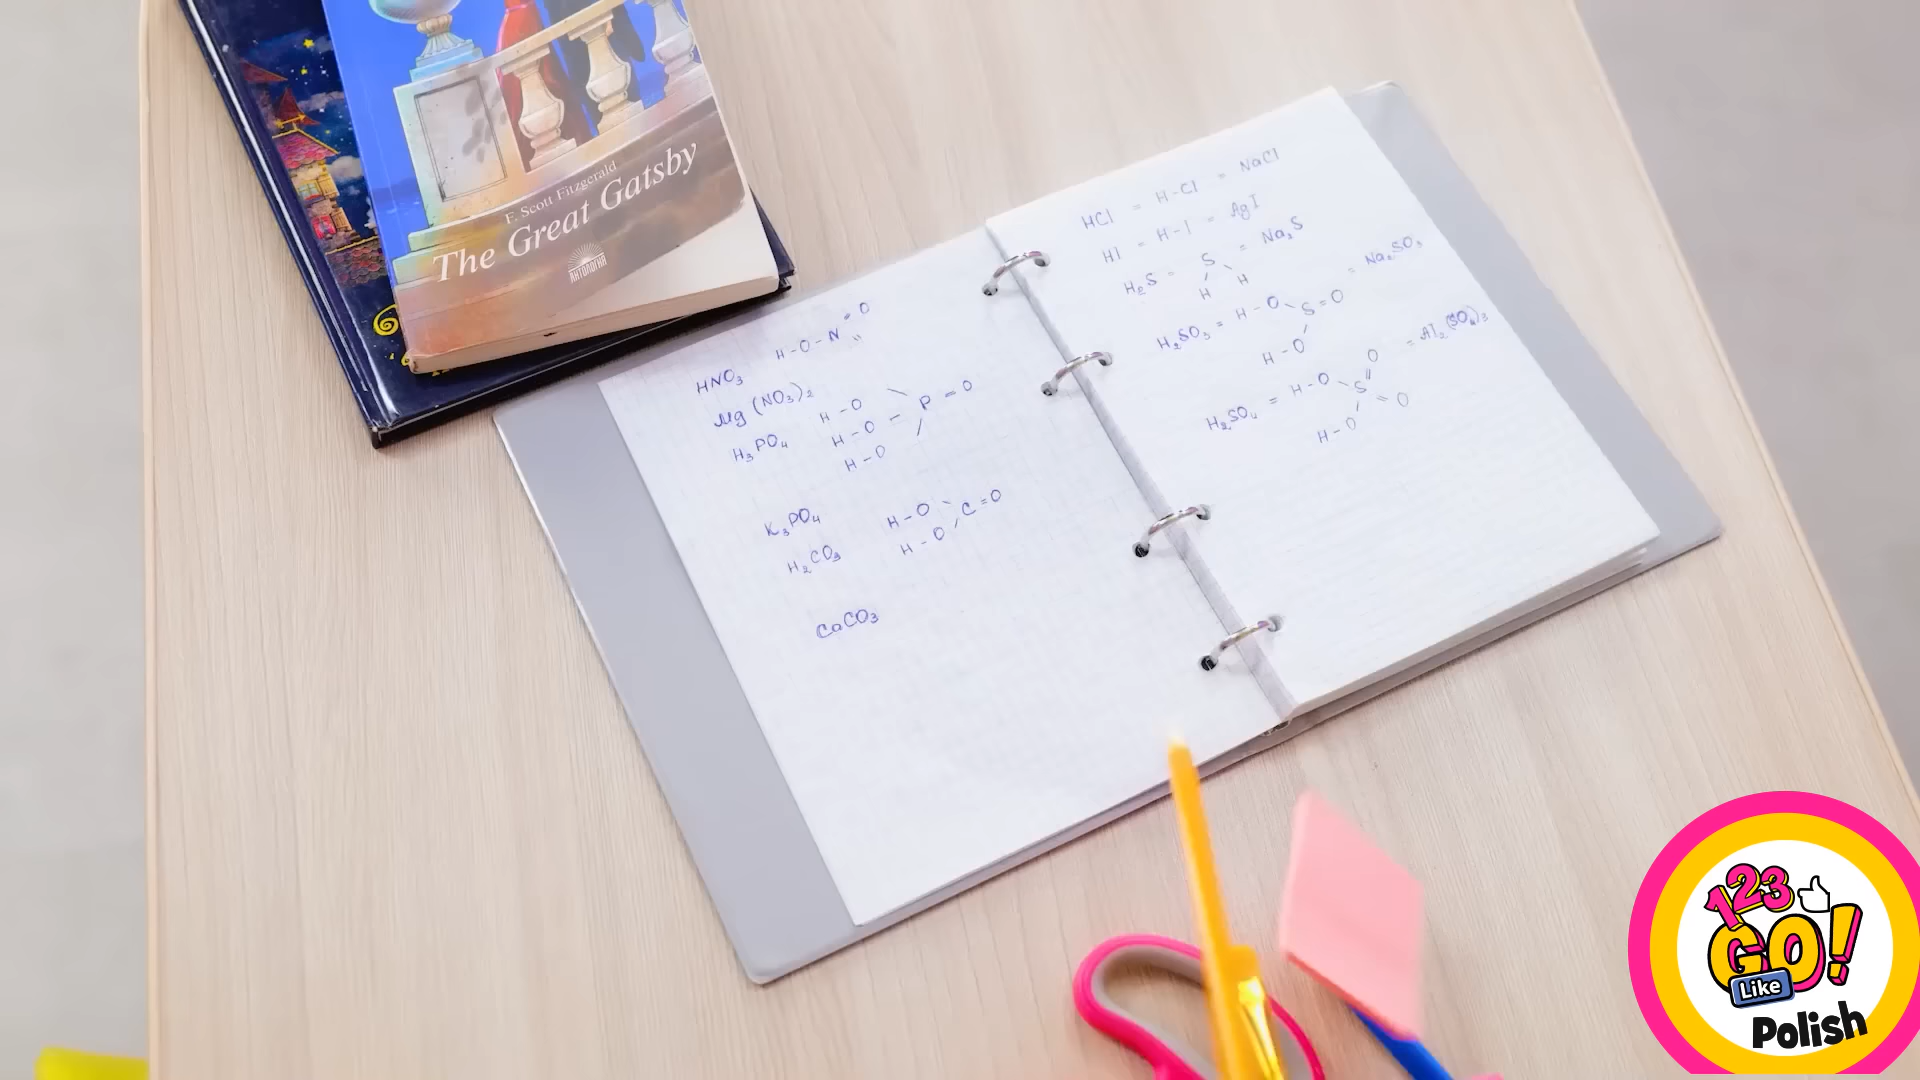 F. Scott Fitzgerald
The Great Gatsby
АНТОЛОГІЯ
HNO₃ H-O-N=O
Mg(NO₃)₂
H₃PO₄ H-O
H-O - P=O
H-O
K₃PO₄
H₂CO₃ H-O C=O
H-O
CaCO₃
HCl = H-Cl = NaCl
HI = H-I = AgI
H₂S = S = Na₂S
H H
H₂SO₃ = H-O S=O = Na₂SO₃
H-O
H₂SO₄ = H-O S=O =O = Al₂(SO₄)₃
H-O
123
GO!
Like
Polish